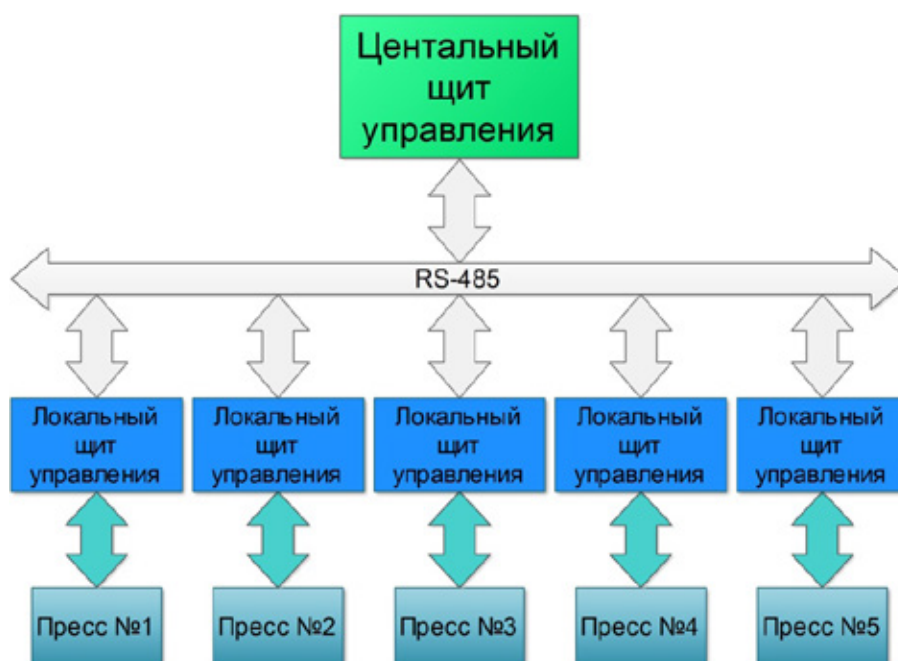 Центальный
щит
управления
RS-485
Локальный
щит
управления
Локальный
щит
управления
Локальный
щит
управления
Локальный
щит
управления
Локальный
щит
управления
Пресс №1
Пресс №2
Пресс №3
Пресс №4
Пресс №5